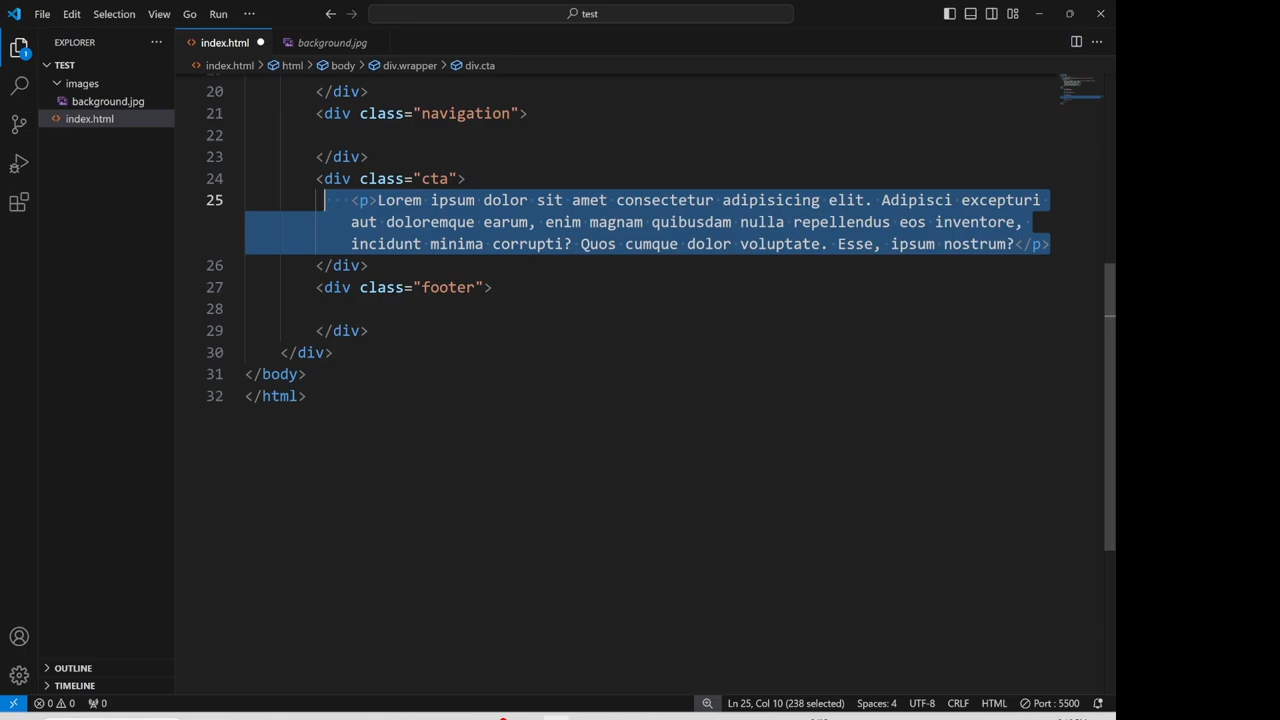 File Edit Selection View Go Run ··· test
EXPLORER ···
index.html background.jpg
TEST
index.html > html > body > div.wrapper > div.cta
images
background.jpg
index.html
1
20 </div>
21 <div class="navigation">
22
23 </div>
24 <div class="cta">
25 <p>Lorem ipsum dolor sit amet consectetur adipisicing elit. Adipisci excepturi
aut doloremque earum, enim magnam quibusdam nulla repellendus eos inventore,
incidunt minima corrupti? Quos cumque dolor voluptate. Esse, ipsum nostrum?</p>
26 </div>
27 <div class="footer">
28
29 </div>
30 </div>
31 </body>
32 </html>
OUTLINE
TIMELINE
0 0 0 Ln 25, Col 10 (238 selected) Spaces: 4 UTF-8 CRLF HTML Port : 5500